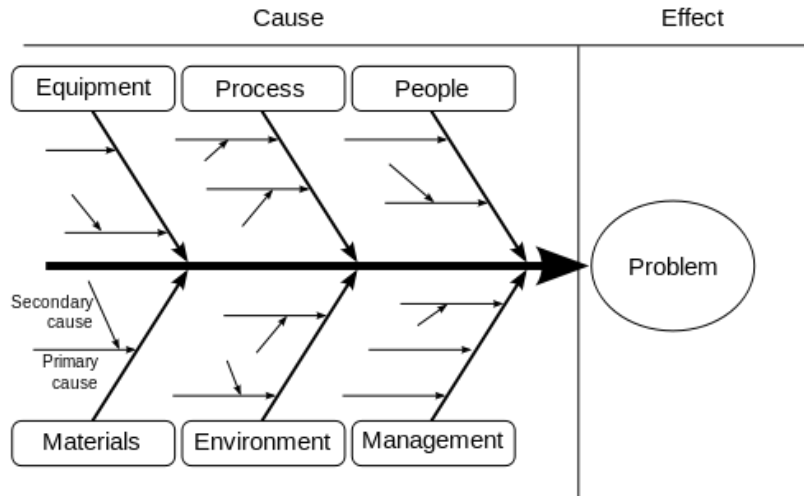 Cause
Effect
Equipment
Process
People
Problem
Secondary
cause
Primary
cause
Materials
Environment
Management